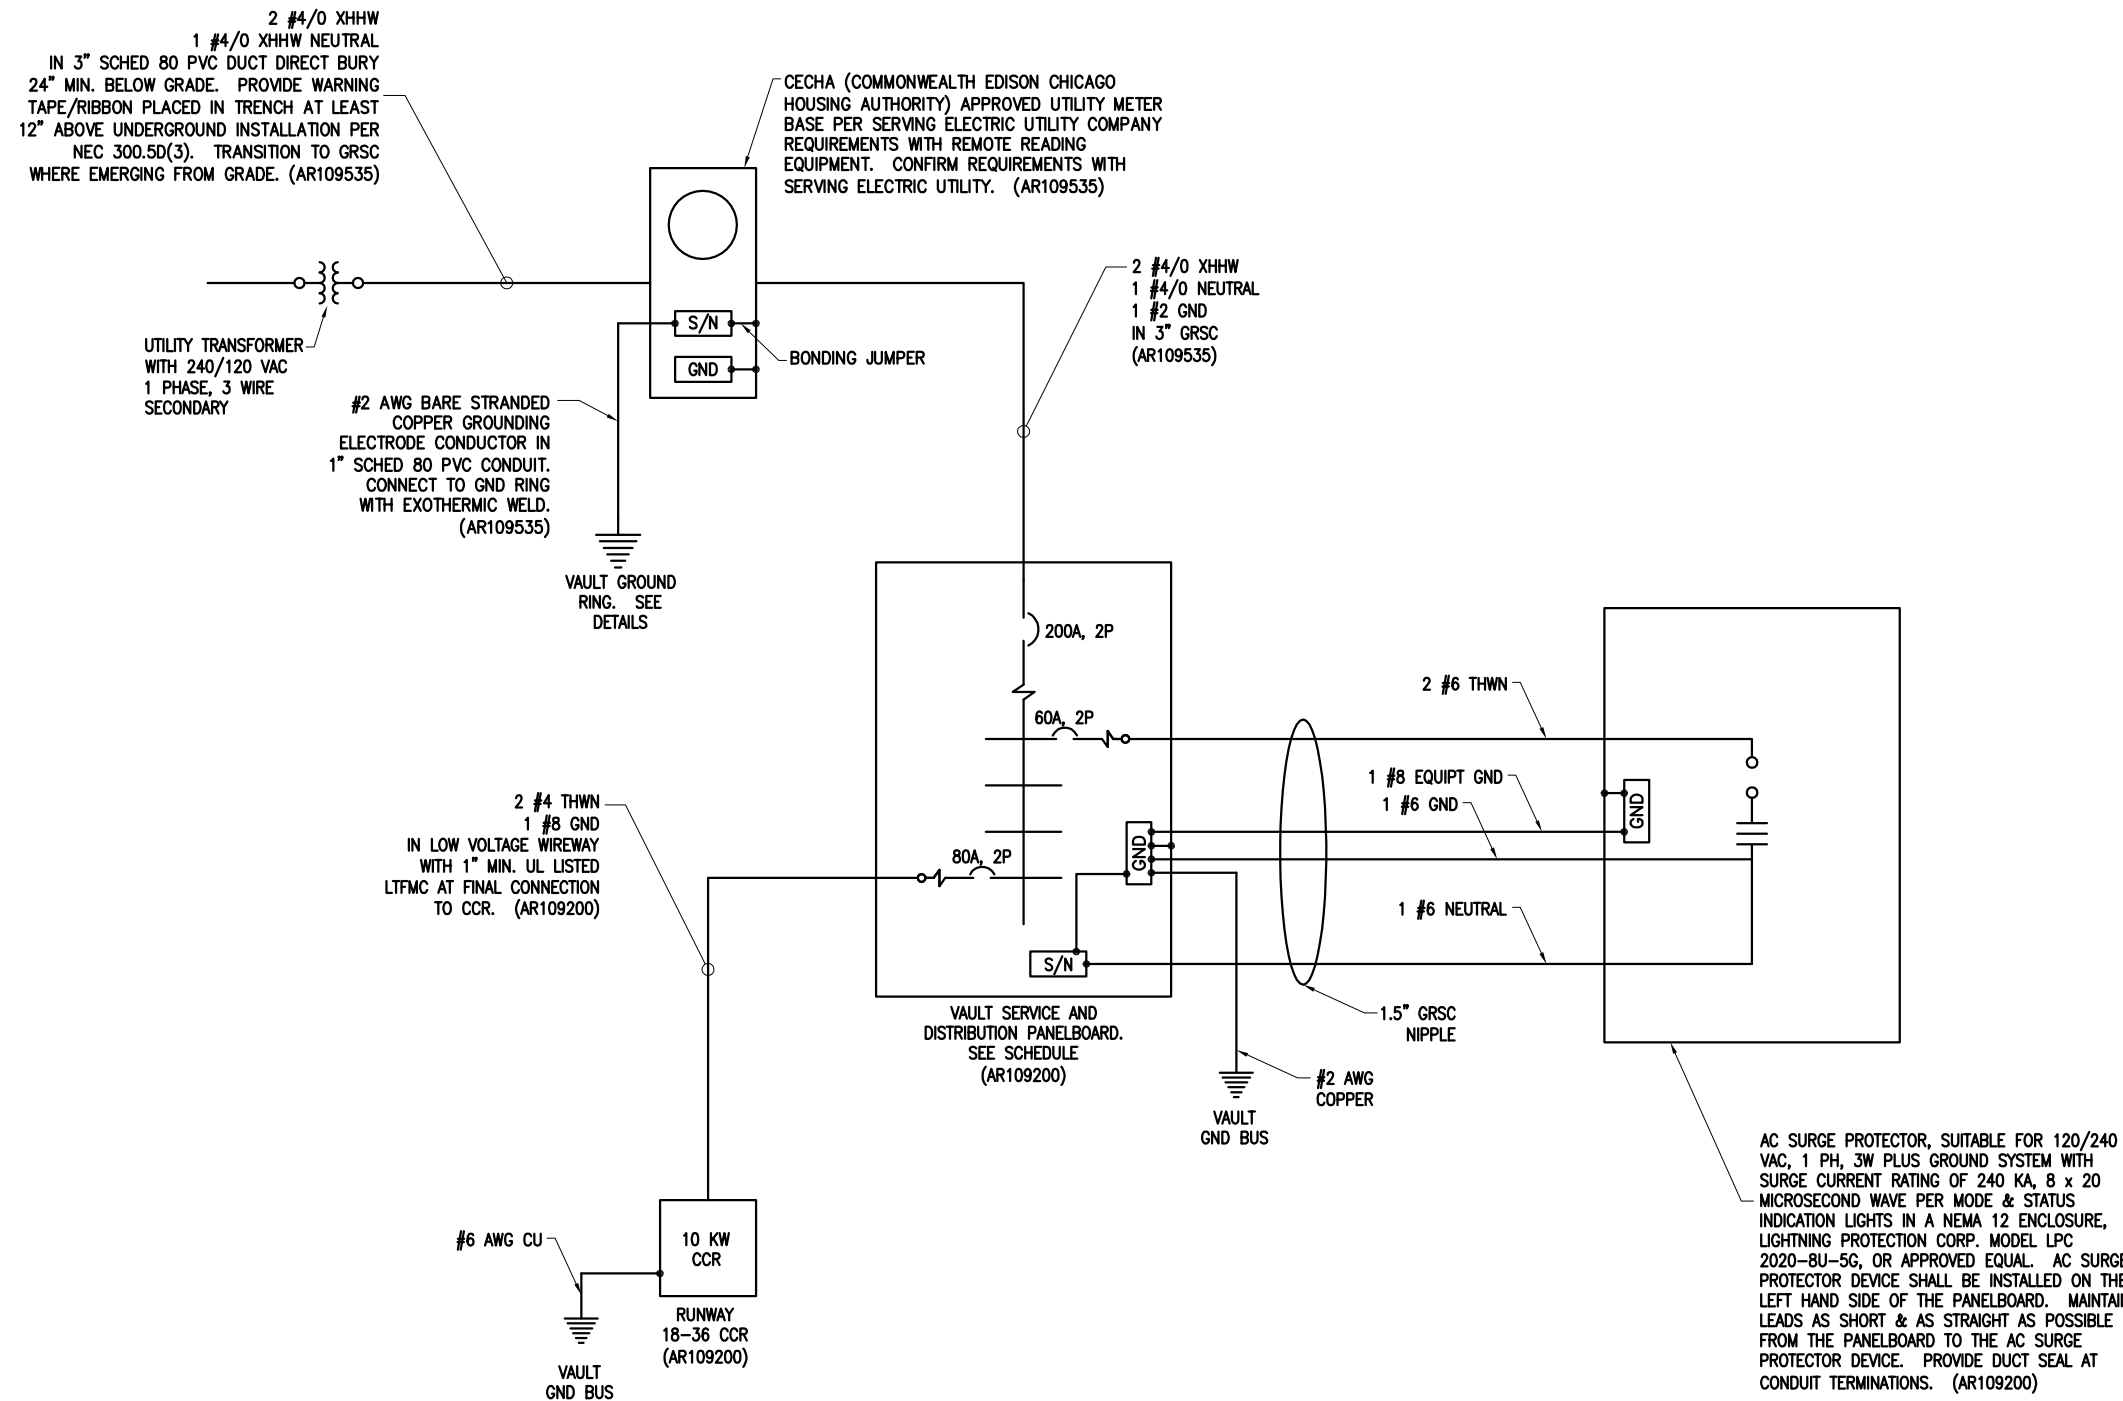 2 #4/0 XHHW
1 #4/0 XHHW NEUTRAL
IN 3" SCHED 80 PVC DUCT DIRECT BURY
24" MIN. BELOW GRADE. PROVIDE WARNING
TAPE/RIBBON PLACED IN TRENCH AT LEAST
12" ABOVE UNDERGROUND INSTALLATION PER
NEC 300.5D(3). TRANSITION TO GRSC
WHERE EMERGING FROM GRADE. (AR109535)
CECHA (COMMONWEALTH EDISON CHICAGO
HOUSING AUTHORITY) APPROVED UTILITY METER
BASE PER SERVING ELECTRIC UTILITY COMPANY
REQUIREMENTS WITH REMOTE READING
EQUIPMENT. CONFIRM REQUIREMENTS WITH
SERVING ELECTRIC UTILITY. (AR109535)
UTILITY TRANSFORMER
WITH 240/120 VAC
1 PHASE, 3 WIRE
SECONDARY
S/N
GND
BONDING JUMPER
2 #4/0 XHHW
1 #4/0 NEUTRAL
1 #2 GND
IN 3" GRSC
(AR109535)
#2 AWG BARE STRANDED
COPPER GROUNDING
ELECTRODE CONDUCTOR IN
1" SCHED 80 PVC CONDUIT.
CONNECT TO GND RING
WITH EXOTHERMIC WELD.
(AR109535)
VAULT GROUND
RING. SEE
DETAILS
200A, 2P
60A, 2P
80A, 2P
GND
S/N
VAULT SERVICE AND
DISTRIBUTION PANELBOARD.
SEE SCHEDULE
(AR109200)
2 #6 THWN
1 #8 EQUIPT GND
1 #6 GND
1 #6 NEUTRAL
GND
1.5" GRSC
NIPPLE
#2 AWG
COPPER
VAULT
GND BUS
2 #4 THWN
1 #8 GND
IN LOW VOLTAGE WIREWAY
WITH 1" MIN. UL LISTED
LTFMC AT FINAL CONNECTION
TO CCR. (AR109200)
#6 AWG CU
10 KW
CCR
RUNWAY
18-36 CCR
(AR109200)
VAULT
GND BUS
AC SURGE PROTECTOR, SUITABLE FOR 120/240
VAC, 1 PH, 3W PLUS GROUND SYSTEM WITH
SURGE CURRENT RATING OF 240 KA, 8 x 20
MICROSECOND WAVE PER MODE & STATUS
INDICATION LIGHTS IN A NEMA 12 ENCLOSURE,
LIGHTNING PROTECTION CORP. MODEL LPC
2020-8U-5G, OR APPROVED EQUAL. AC SURGE
PROTECTOR DEVICE SHALL BE INSTALLED ON THE
LEFT HAND SIDE OF THE PANELBOARD. MAINTAI
LEADS AS SHORT & AS STRAIGHT AS POSSIBLE
FROM THE PANELBOARD TO THE AC SURGE
PROTECTOR DEVICE. PROVIDE DUCT SEAL AT
CONDUIT TERMINATIONS. (AR109200)